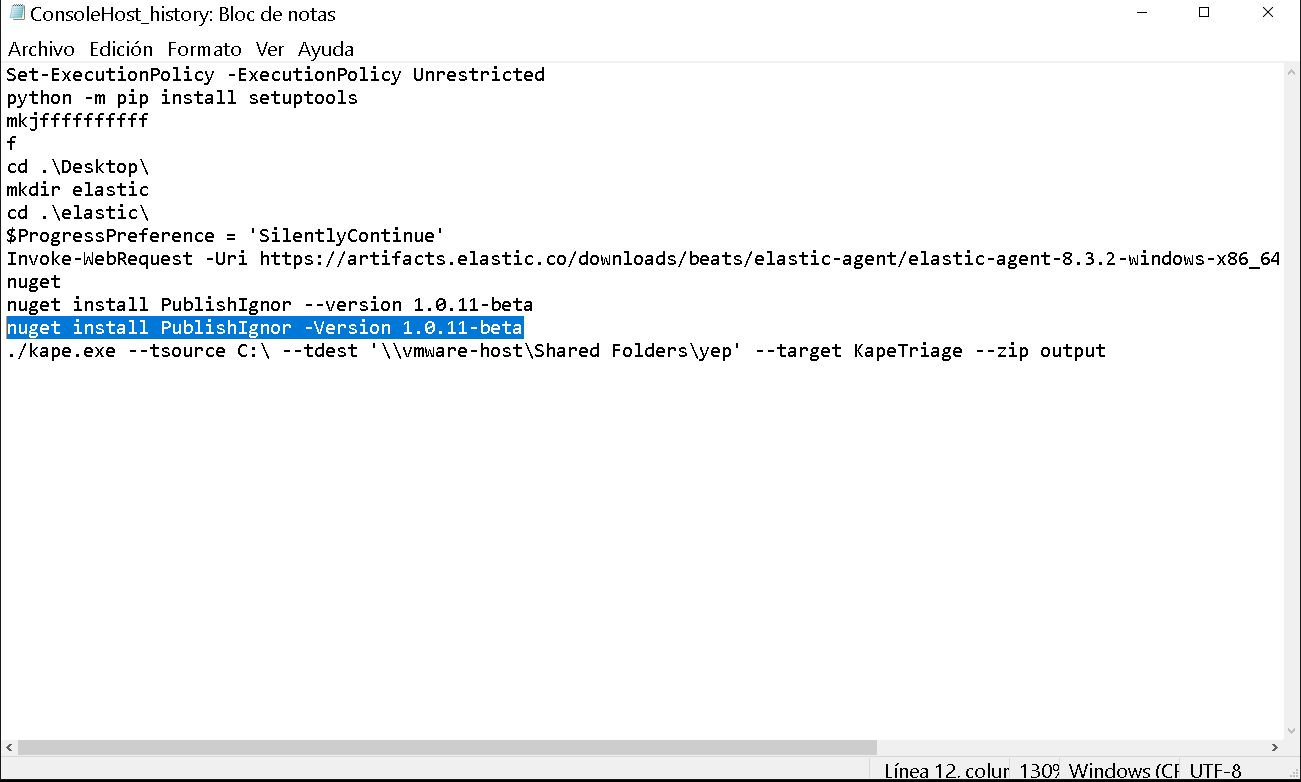 ConsoleHost_history: Bloc de notas
Archivo Edición Formato Ver Ayuda
Set-ExecutionPolicy -ExecutionPolicy Unrestricted
python -m pip install setuptools
mkjffffffffff
f
cd .\Desktop\
mkdir elastic
cd .\elastic\
$ProgressPreference = 'SilentlyContinue'
Invoke-WebRequest -Uri https://artifacts.elastic.co/downloads/beats/elastic-agent/elastic-agent-8.3.2-windows-x86_64
nuget
nuget install PublishIgnor --version 1.0.11-beta
nuget install PublishIgnor -Version 1.0.11-beta
./kape.exe --tsource C:\ --tdest '\\vmware-host\Shared Folders\yep' --target KapeTriage --zip output
Línea 12, colur 130% Windows (CF UTF-8